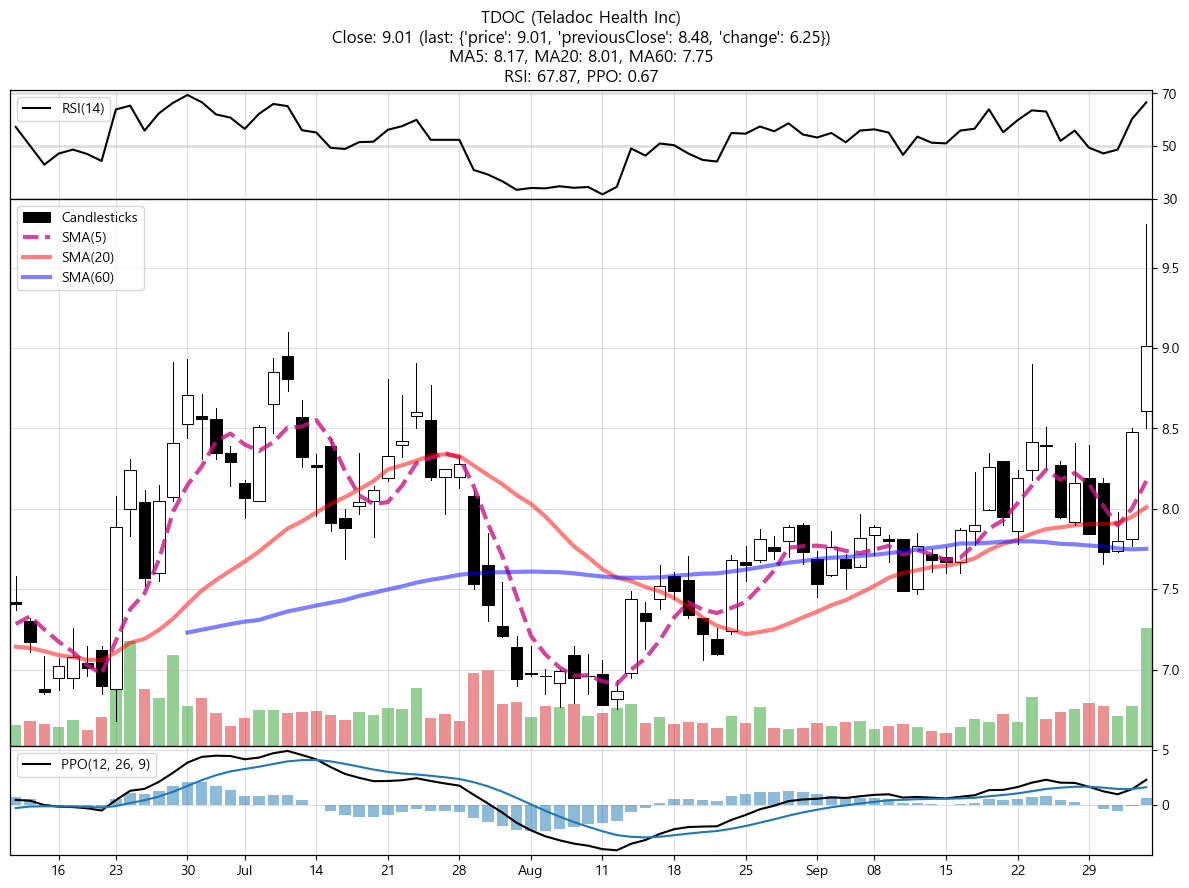 TDOC (Teladoc Health Inc)
Close: 9.01 (last: {'price': 9.01, 'previousClose': 8.48, 'change': 6.25})
MA5: 8.17, MA20: 8.01, MA60: 7.75
RSI: 67.87, PPO: 0.67
RSI(14)
70
50
30
Candlesticks
SMA(5)
SMA(20)
SMA(60)
9.5
9.0
8.5
8.0
7.5
7.0
PPO(12, 26, 9)
5
0
16 23 30 Jul 14 21 28 Aug 11 18 25 Sep 08 15 22 29